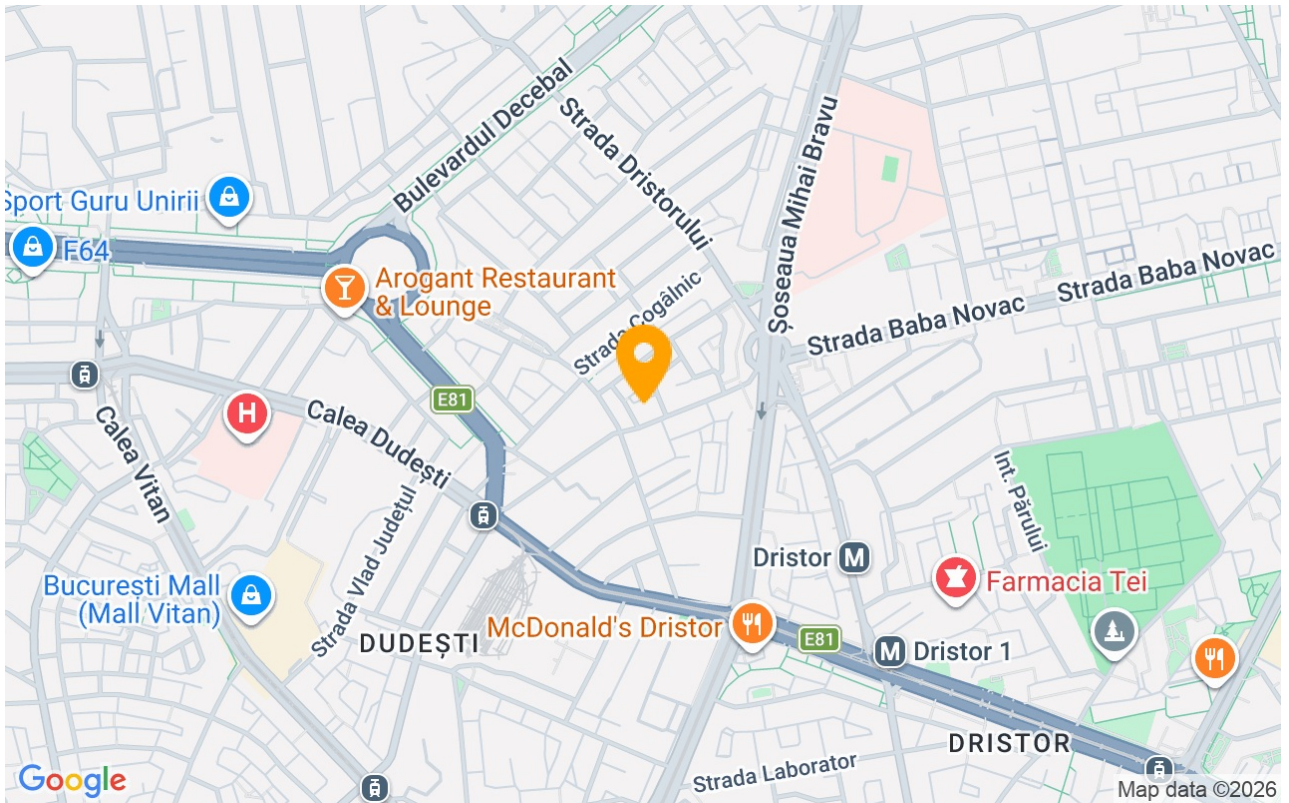 Bulevardul Decebal
Strada Dristorului
Șoseaua Mihai Bravu
Sport Guru Unirii
F64
Arogant Restaurant
& Lounge
Strada Cogâlnic
Strada Baba Novac
Strada Baba Novac
E81
H
Calea Dudești
Calea Vitan
Strada Vlad Județul
Int. Părului
Dristor M
Farmacia Tei
București Mall
(Mall Vitan)
DUDEȘTI
McDonald's Dristor
E81
M Dristor 1
DRISTOR
Strada Laborator
Google
Map data ©2026